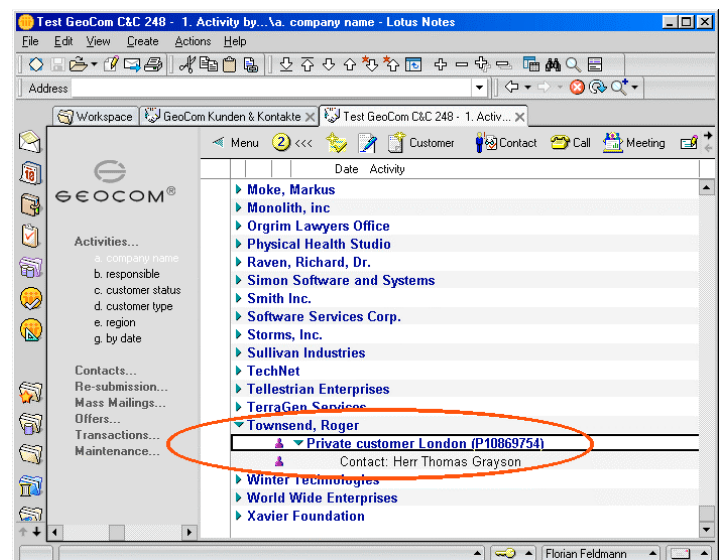 Test GeoCom C&C 248 - 1. Activity by...\a. company name - Lotus Notes
File Edit View Create Actions Help
Address
Workspace GeoCom Kunden & Kontakte Test GeoCom C&C 248 - 1. Activ...
Menu 2 <<< Customer Contact Call Meeting
Date Activity
GEOCOM®
Activities...
a. company name
b. responsible
c. customer status
d. customer type
e. region
g. by date
Contacts...
Re-submission...
Mass Mailings...
Offers...
Transactions...
Maintenance...
Moke, Markus
Monolith, inc
Orgrim Lawyers Office
Physical Health Studio
Raven, Richard, Dr.
Simon Software and Systems
Smith Inc.
Software Services Corp.
Storms, Inc.
Sullivan Industries
TechNet
Tellestrian Enterprises
TerraGen Services
Townsend, Roger
Private customer London (P10869754)
Contact: Herr Thomas Grayson
Winter Technologies
World Wide Enterprises
Xavier Foundation
Florian Feldmann